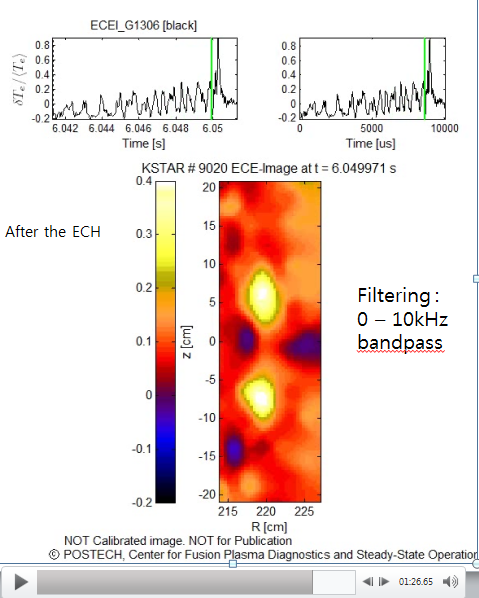 ECEI_G1306 [black]
δTₑ/⟨Tₑ⟩
0.8
0.6
0.4
0.2
0
-0.2
6.042 6.044 6.046 6.048 6.05
Time [s]
0.8
0.6
0.4
0.2
0
-0.2
0 5000 10000
Time [us]
KSTAR # 9020 ECE-Image at t = 6.049971 s
After the ECH
0.4
0.3
0.2
0.1
0
-0.1
-0.2
z [cm]
20
15
10
5
0
-5
-10
-15
-20
215 220 225
R [cm]
Filtering :
0 – 10kHz
bandpass
NOT Calibrated image. NOT for Publication
© POSTECH, Center for Fusion Plasma Diagnostics and Steady-State Operation
01:26.65